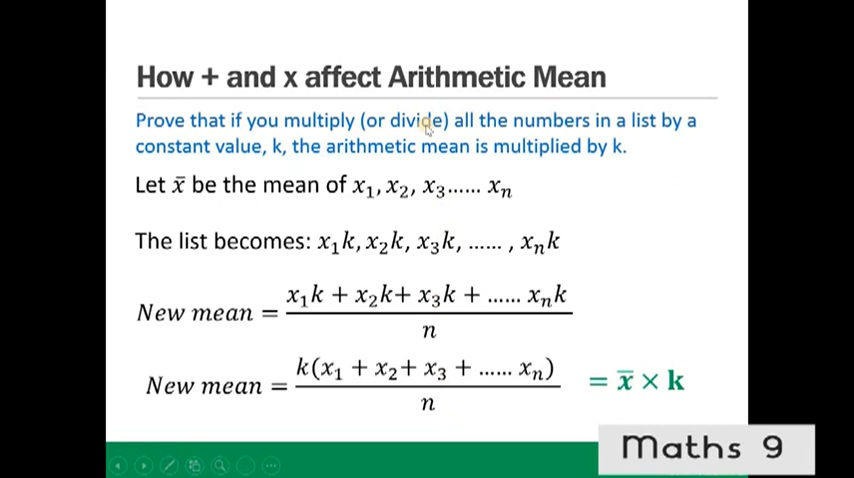 How + and x affect Arithmetic Mean
Prove that if you multiply (or divide) all the numbers in a list by a
constant value, k, the arithmetic mean is multiplied by k.
Let x̄ be the mean of x₁, x₂, x₃...... xₙ
The list becomes: x₁k, x₂k, x₃k, ...... , xₙk
New mean = (x₁k + x₂k+ x₃k + ...... xₙk) / n
New mean = k(x₁ + x₂+ x₃ + ...... xₙ) / n = x̄ × k
Maths 9